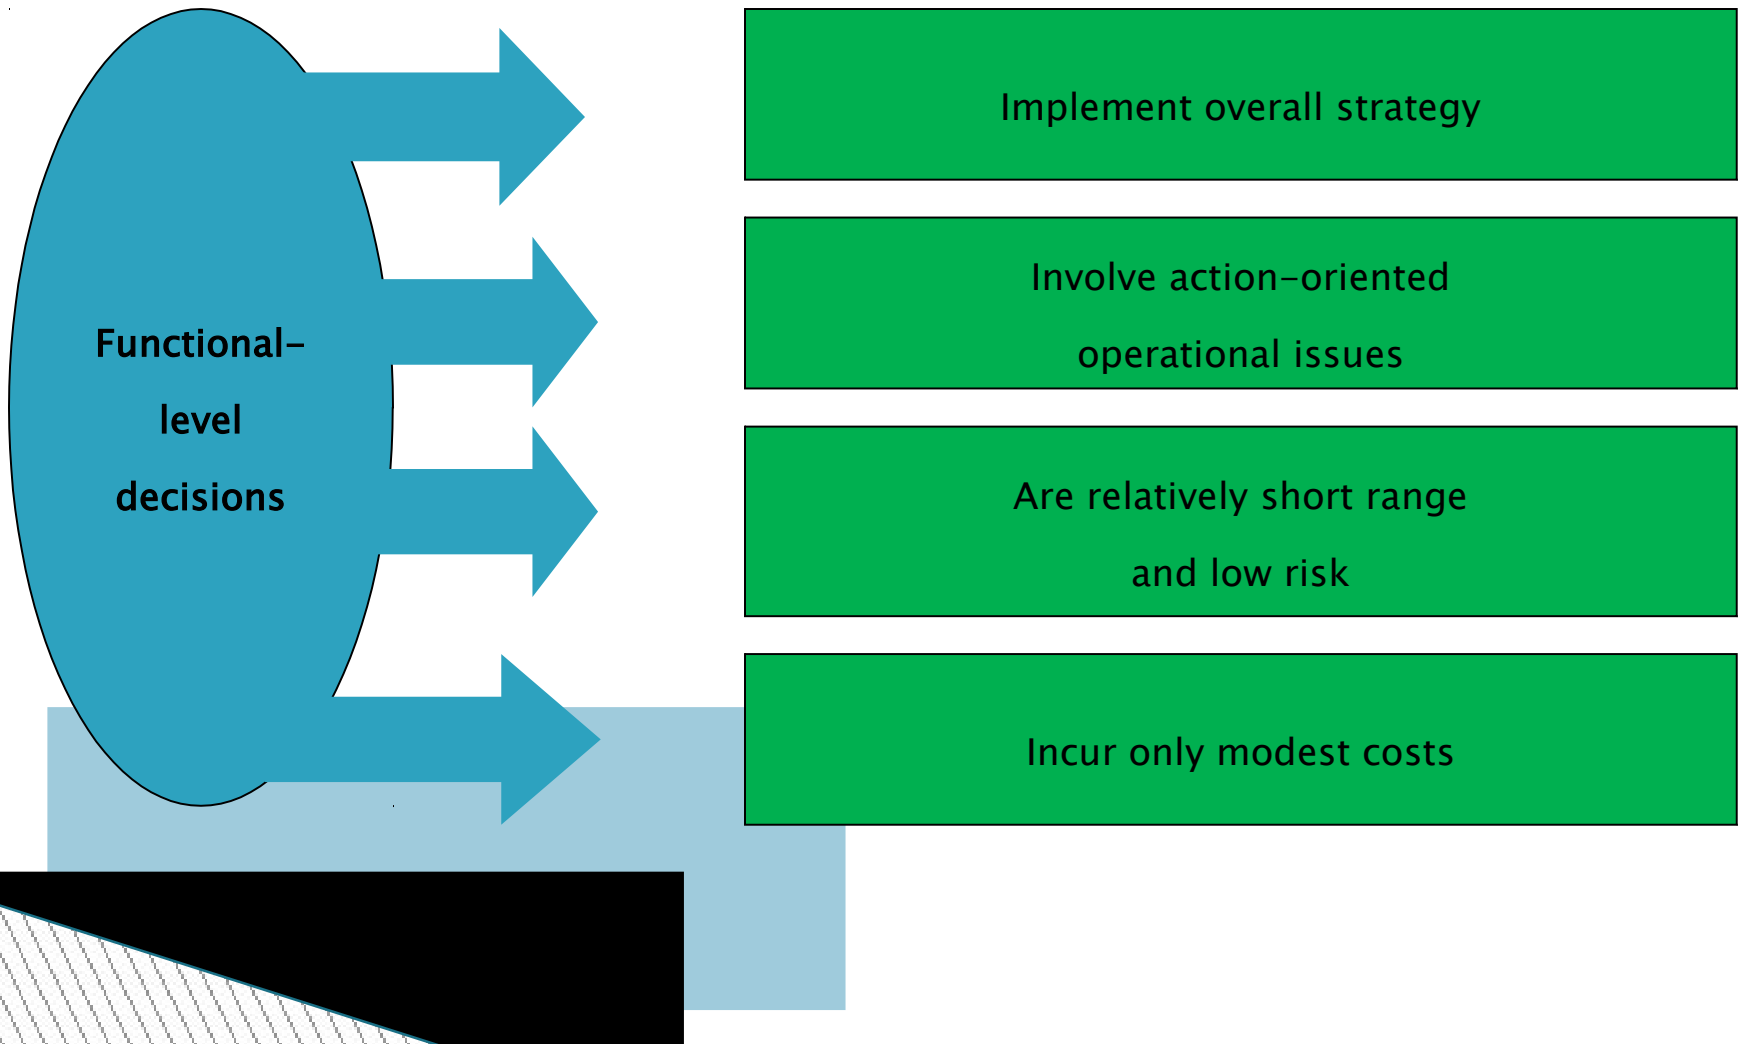 Functional-
level
decisions
Implement overall strategy
Involve action-oriented
operational issues
Are relatively short range
and low risk
Incur only modest costs